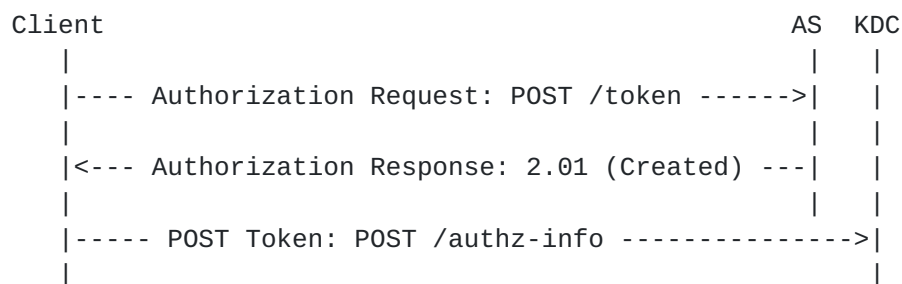 Client AS KDC
| | |
|---- Authorization Request: POST /token ------>| |
| | |
|<--- Authorization Response: 2.01 (Created) ---| |
| | |
|----- POST Token: POST /authz-info --------------->|
| |